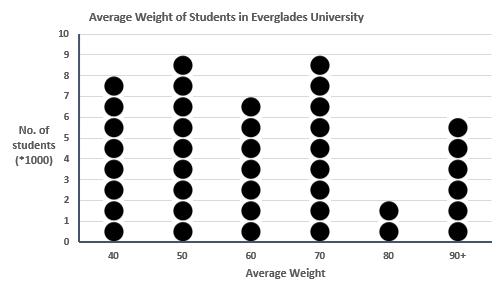 Average Weight of Students in Everglades University
10
9
8
7
6
5
4
3
2
1
0
No. of
students
(*1000)
40 50 60 70 80 90+
Average Weight